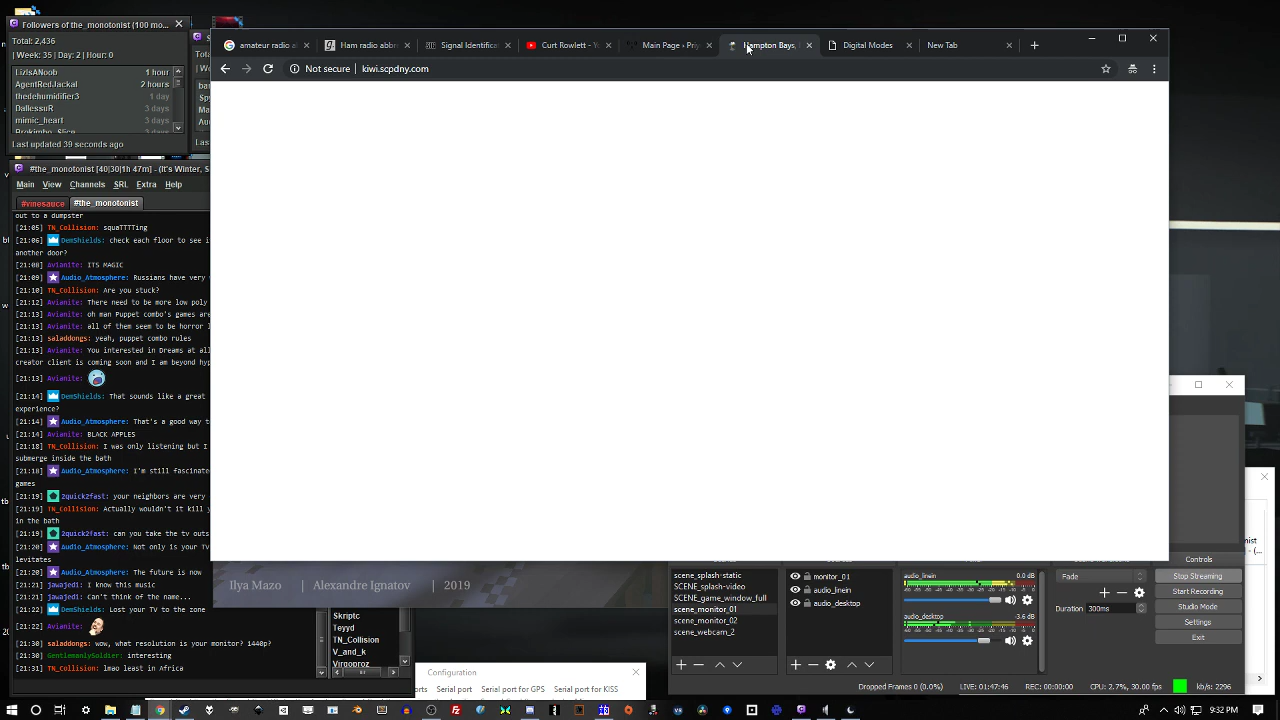 Followers of the_monotonist (100 mo
Total: 2,436
| Week: 35 | Day: 2 | Hour: 0
LizIsANoob 1 hour
AgentRedJackal 2 hours
thedehumidifier3 1 day
DallessuR 3 days
mimic_heart 3 days
Prokimbo_Slice 3 days
Last updated 39 seconds ago
amateur radio al
Ham radio abbre
Signal Identifica
Curt Rowlett - Yo
Main Page › Priy
Hampton Bays,
Digital Modes
New Tab
Not secure | kiwi.scpdny.com
#the_monotonist [40|30|1h 47m] - (It's Winter, S
Main View Channels SRL Extra Help
#vinesauce #the_monotonist
out to a dumpster
[21:05] TN_Collision: squaTTTTing
[21:06] DemShields: check each floor to see i
another door?
[21:08] Avianite: ITS MAGIC
[21:09] Audio_Atmosphere: Russians have very
[21:10] TN_Collision: Are you stuck?
[21:12] Avianite: There need to be more low poly
[21:13] Avianite: oh man Puppet combo's games are
[21:13] Avianite: all of them seem to be horror l
[21:13] saladdongs: yeah, puppet combo rules
[21:13] Avianite: You interested in Dreams at all
creator client is coming soon and I am beyond hyp
[21:13] Avianite:
[21:14] DemShields: That sounds like a great
experience?
[21:14] Audio_Atmosphere: That's a good way t
[21:14] Avianite: BLACK APPLES
[21:18] TN_Collision: I was only listening but I
submerge inside the bath
[21:18] Audio_Atmosphere: I'm still fascinate
games
[21:19] 2quick2fast: your neighbors are very
[21:19] TN_Collision: Actually wouldn't it kill y
in the bath
[21:19] 2quick2fast: can you take the tv outs
[21:20] Audio_Atmosphere: Not only is your TV
levitates
[21:20] Audio_Atmosphere: The future is now
[21:21] jawajedi: I know this music
[21:21] jawajedi: Can't think of the name...
[21:22] DemShields: Lost your TV to the zone
[21:22] Avianite:
[21:30] saladdongs: wow, what resolution is your monitor? 1440p?
[21:31] GentlemanlySoldier: interesting
[21:31] TN_Collision: lmao least in Africa
Skriptc
Teyyd
TN_Collision
V_and_k
Virgoproz
Ilya Mazo | Alexandre Ignatov | 2019
Configuration
orts Serial port Serial port for GPS Serial port for KISS
scene_splash-static
SCENE_splash-video
SCENE_game_window_full
scene_monitor_01
scene_monitor_02
scene_webcam_2
monitor_01
audio_linein
audio_desktop
audio_linein 0.0 dB
audio_desktop
Fade
Duration 300ms
Controls
Stop Streaming
Start Recording
Studio Mode
Settings
Exit
Dropped Frames 0 (0.0%) LIVE: 01:47:46 REC: 00:00:00 CPU: 2.7%, 30.00 fps kb/s: 2296
9:32 PM